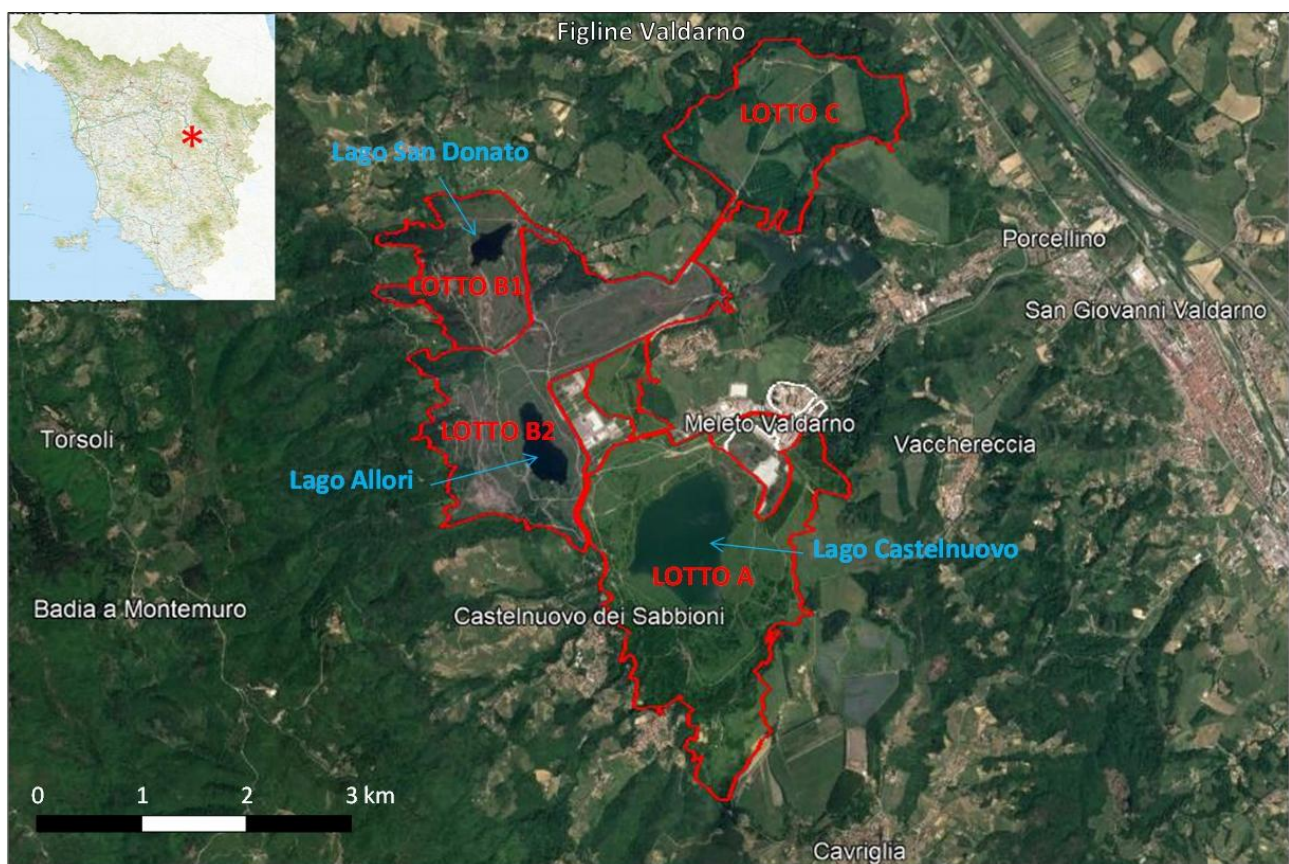 Figline Valdarno
LOTTO C
Lago San Donato
Porcellino
LOTTO B1
San Giovanni Valdarno
Meleto Valdarno
Torsoli
LOTTO B2
Vacchereccia
Lago Allori
Lago Castelnuovo
LOTTO A
Badia a Montemuro
Castelnuovo dei Sabbioni
0 1 2 3 km
Cavriglia